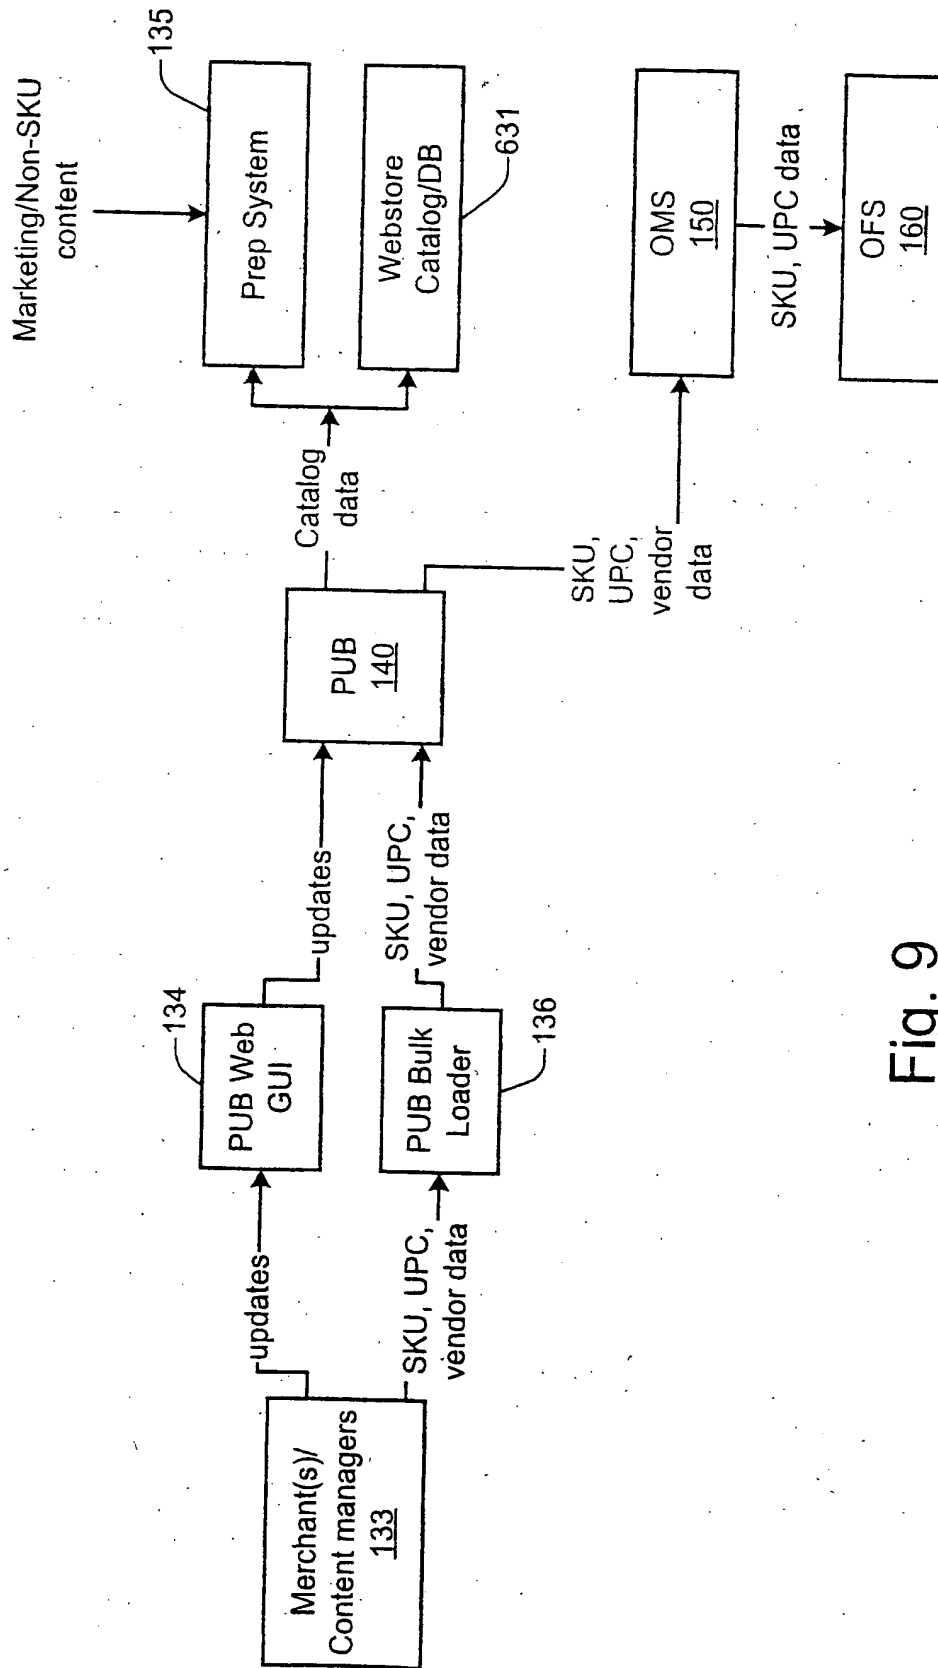 Merchant(s)/
Content managers
133
updates
SKU, UPC,
vendor data
134
PUB Web
GUI
PUB Bulk
Loader
136
updates
SKU, UPC,
vendor data
PUB
140
Catalog
data
SKU,
UPC,
vendor
data
Marketing/Non-SKU
content
135
Prep System
Webstore
Catalog/DB
631
OMS
150
SKU, UPC data
OFS
160
Fig. 9